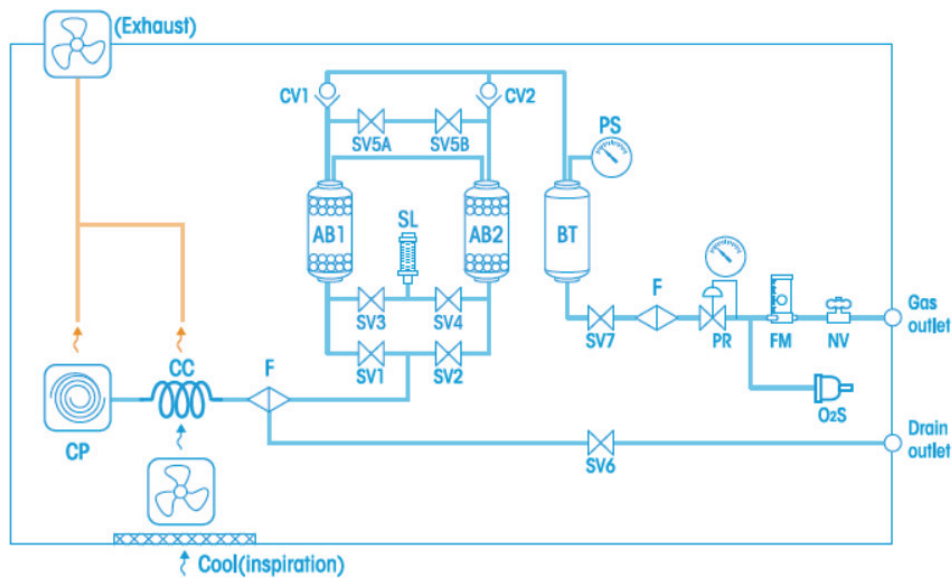 (Exhaust)
CV1
CV2
SV5A
SV5B
PS
AB1
SL
AB2
BT
SV3
SV4
F
SV7
PR
FM
NV
Gas
outlet
SV1
SV2
CC
F
CP
O2S
SV6
Drain
outlet
Cool(inspiration)